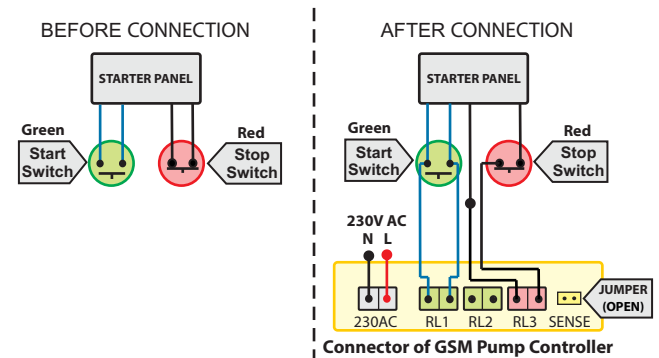 BEFORE CONNECTION
STARTER PANEL
Green
Start
Switch
Red
Stop
Switch
AFTER CONNECTION
STARTER PANEL
Green
Start
Switch
Red
Stop
Switch
230V AC
N L
230AC RL1 RL2 RL3 SENSE
JUMPER
(OPEN)
Connector of GSM Pump Controller